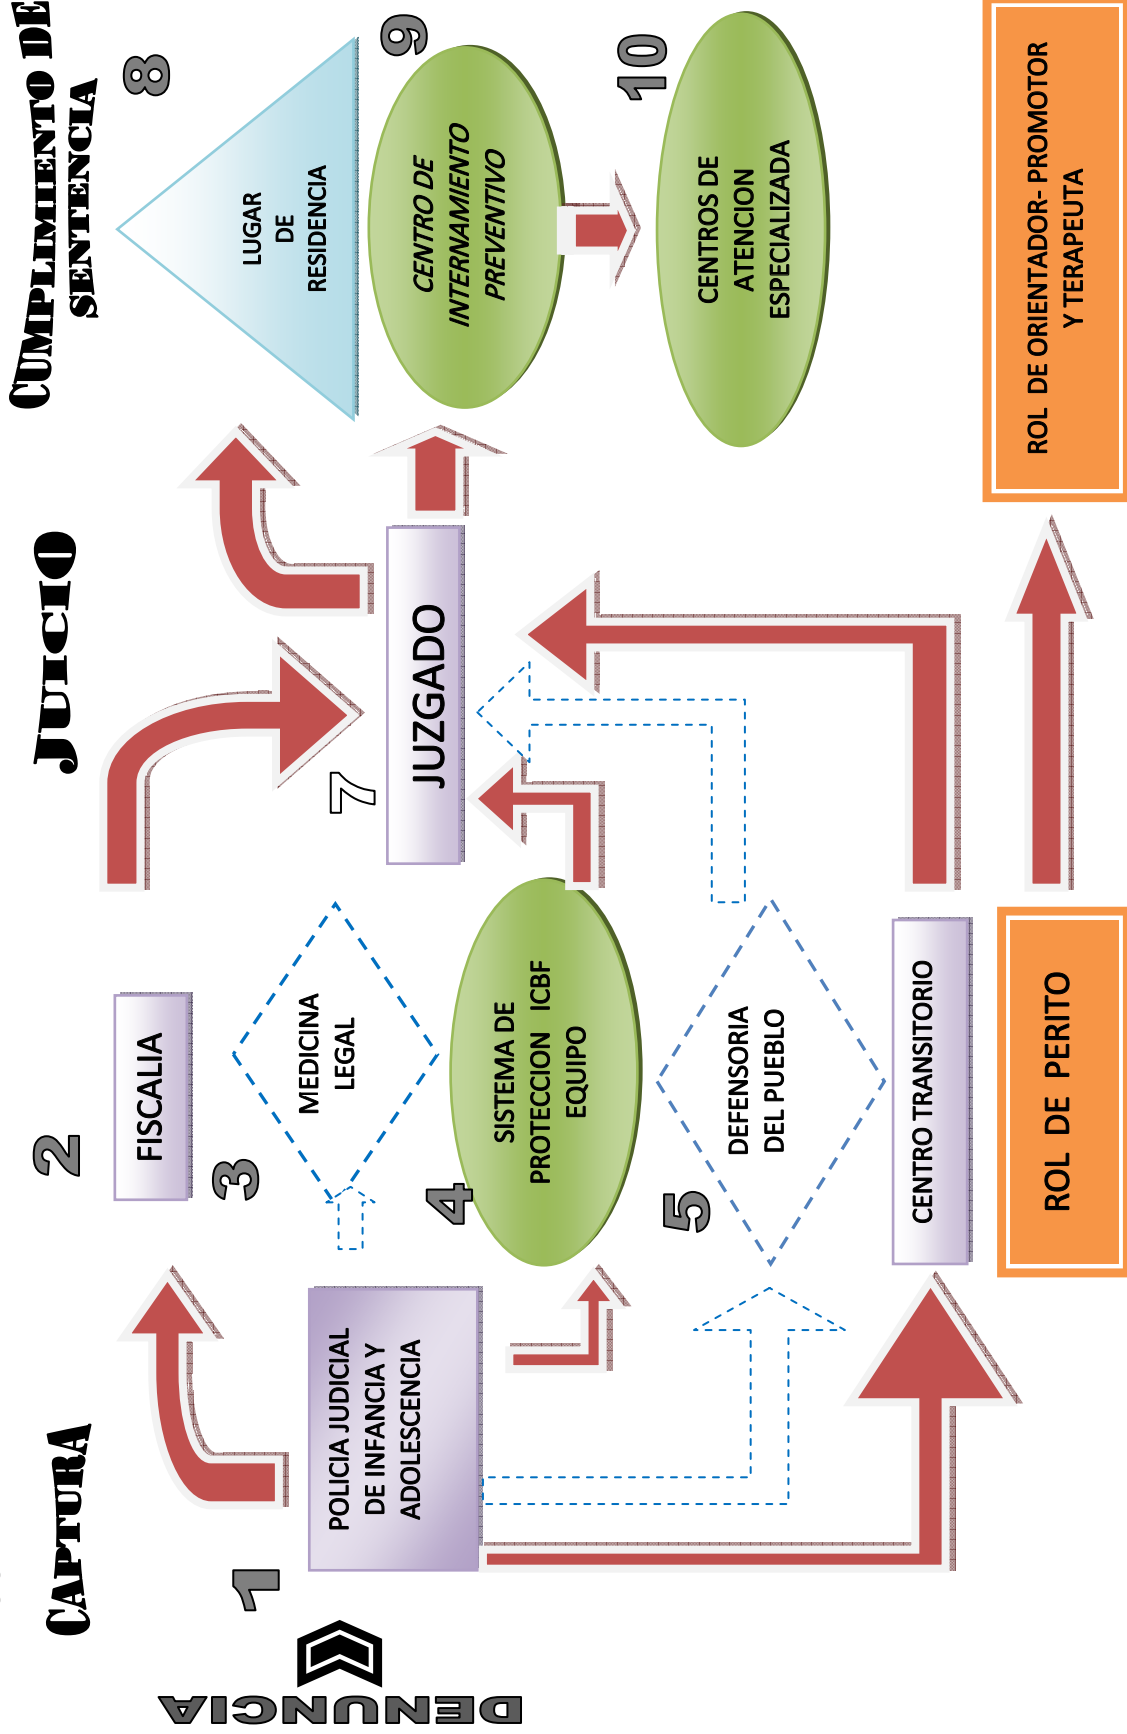 DENUNCIA
CAPTURA
JUICIO
CUMPLIMIENTO DE
SENTENCIA
1
POLICIA JUDICIAL
DE INFANCIA Y
ADOLESCENCIA
2
FISCALIA
3
MEDICINA
LEGAL
4
SISTEMA DE
PROTECCION ICBF
EQUIPO
5
DEFENSORIA
DEL PUEBLO
CENTRO TRANSITORIO
7
JUZGADO
8
LUGAR
DE
RESIDENCIA
9
CENTRO DE
INTERNAMIENTO
PREVENTIVO
10
CENTROS DE
ATENCION
ESPECIALIZADA
ROL DE PERITO
ROL DE ORIENTADOR- PROMOTOR
Y TERAPEUTA